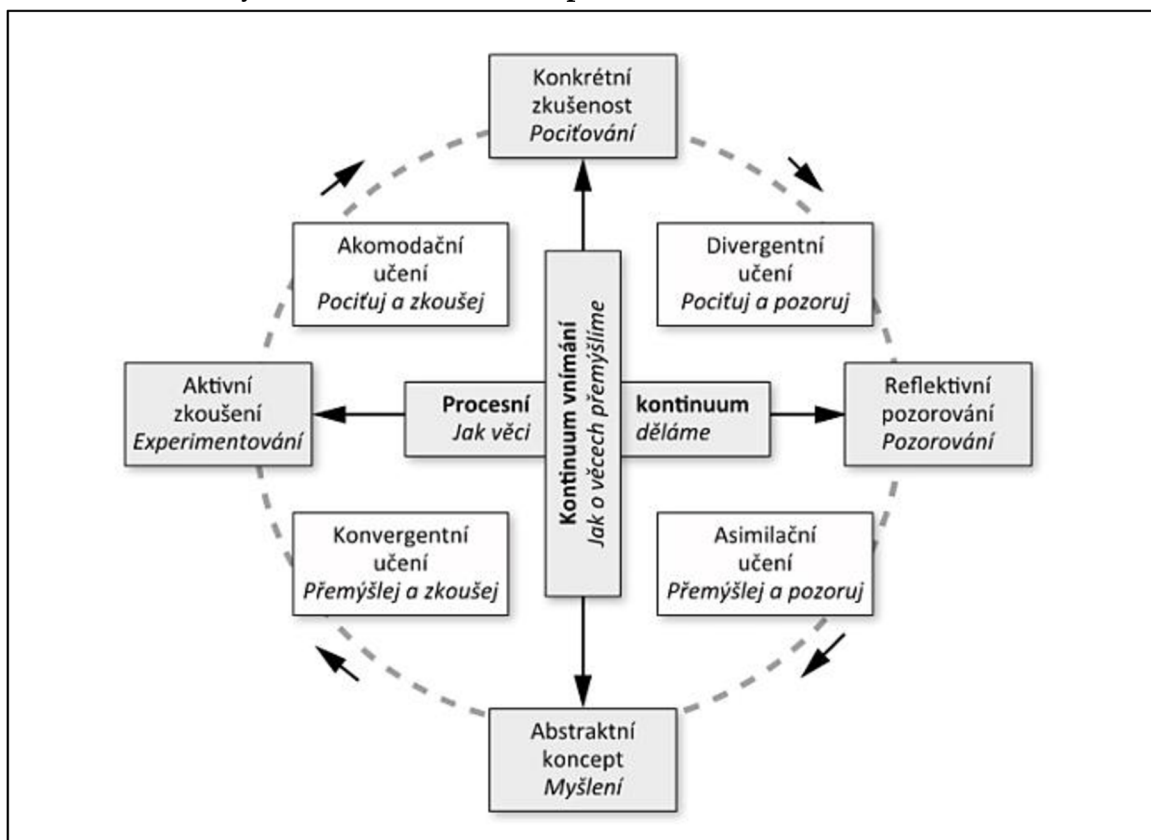 Konkrétní
zkušenost
Pociťování
Akomodační
učení
Pociťuj a zkoušej
Divergentní
učení
Pociťuj a pozoruj
Kontinuum vnímání
Jak o věcech přemýšlíme
Aktivní
zkoušení
Experimentování
Procesní kontinuum
Jak věci děláme
Reflektivní
pozorování
Pozorování
Konvergentní
učení
Přemýšlej a zkoušej
Asimilační
učení
Přemýšlej a pozoruj
Abstraktní
koncept
Myšlení